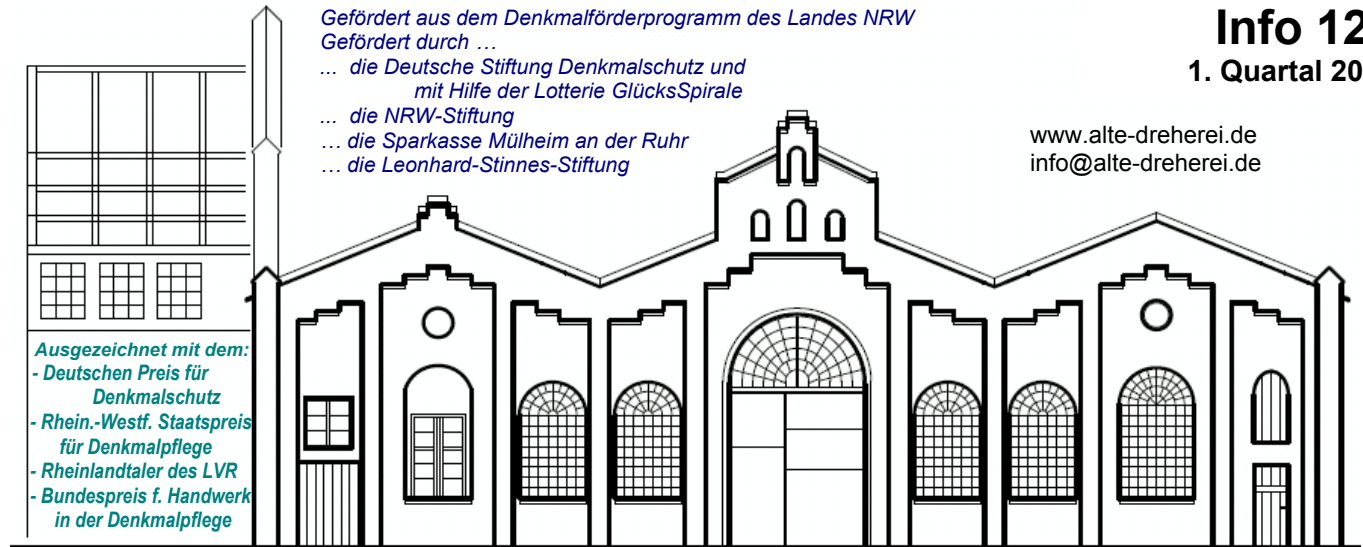 Gefördert aus dem Denkmalförderprogramm des Landes NRW
Gefördert durch …
... die Deutsche Stiftung Denkmalschutz und
mit Hilfe der Lotterie GlücksSpirale
... die NRW-Stiftung
… die Sparkasse Mülheim an der Ruhr
… die Leonhard-Stinnes-Stiftung
Info 12
1. Quartal 20
www.alte-dreherei.de
info@alte-dreherei.de
Ausgezeichnet mit dem:
- Deutschen Preis für
Denkmalschutz
- Rhein.-Westf. Staatspreis
für Denkmalpflege
- Rheinlandtaler des LVR
- Bundespreis f. Handwerk
in der Denkmalpflege